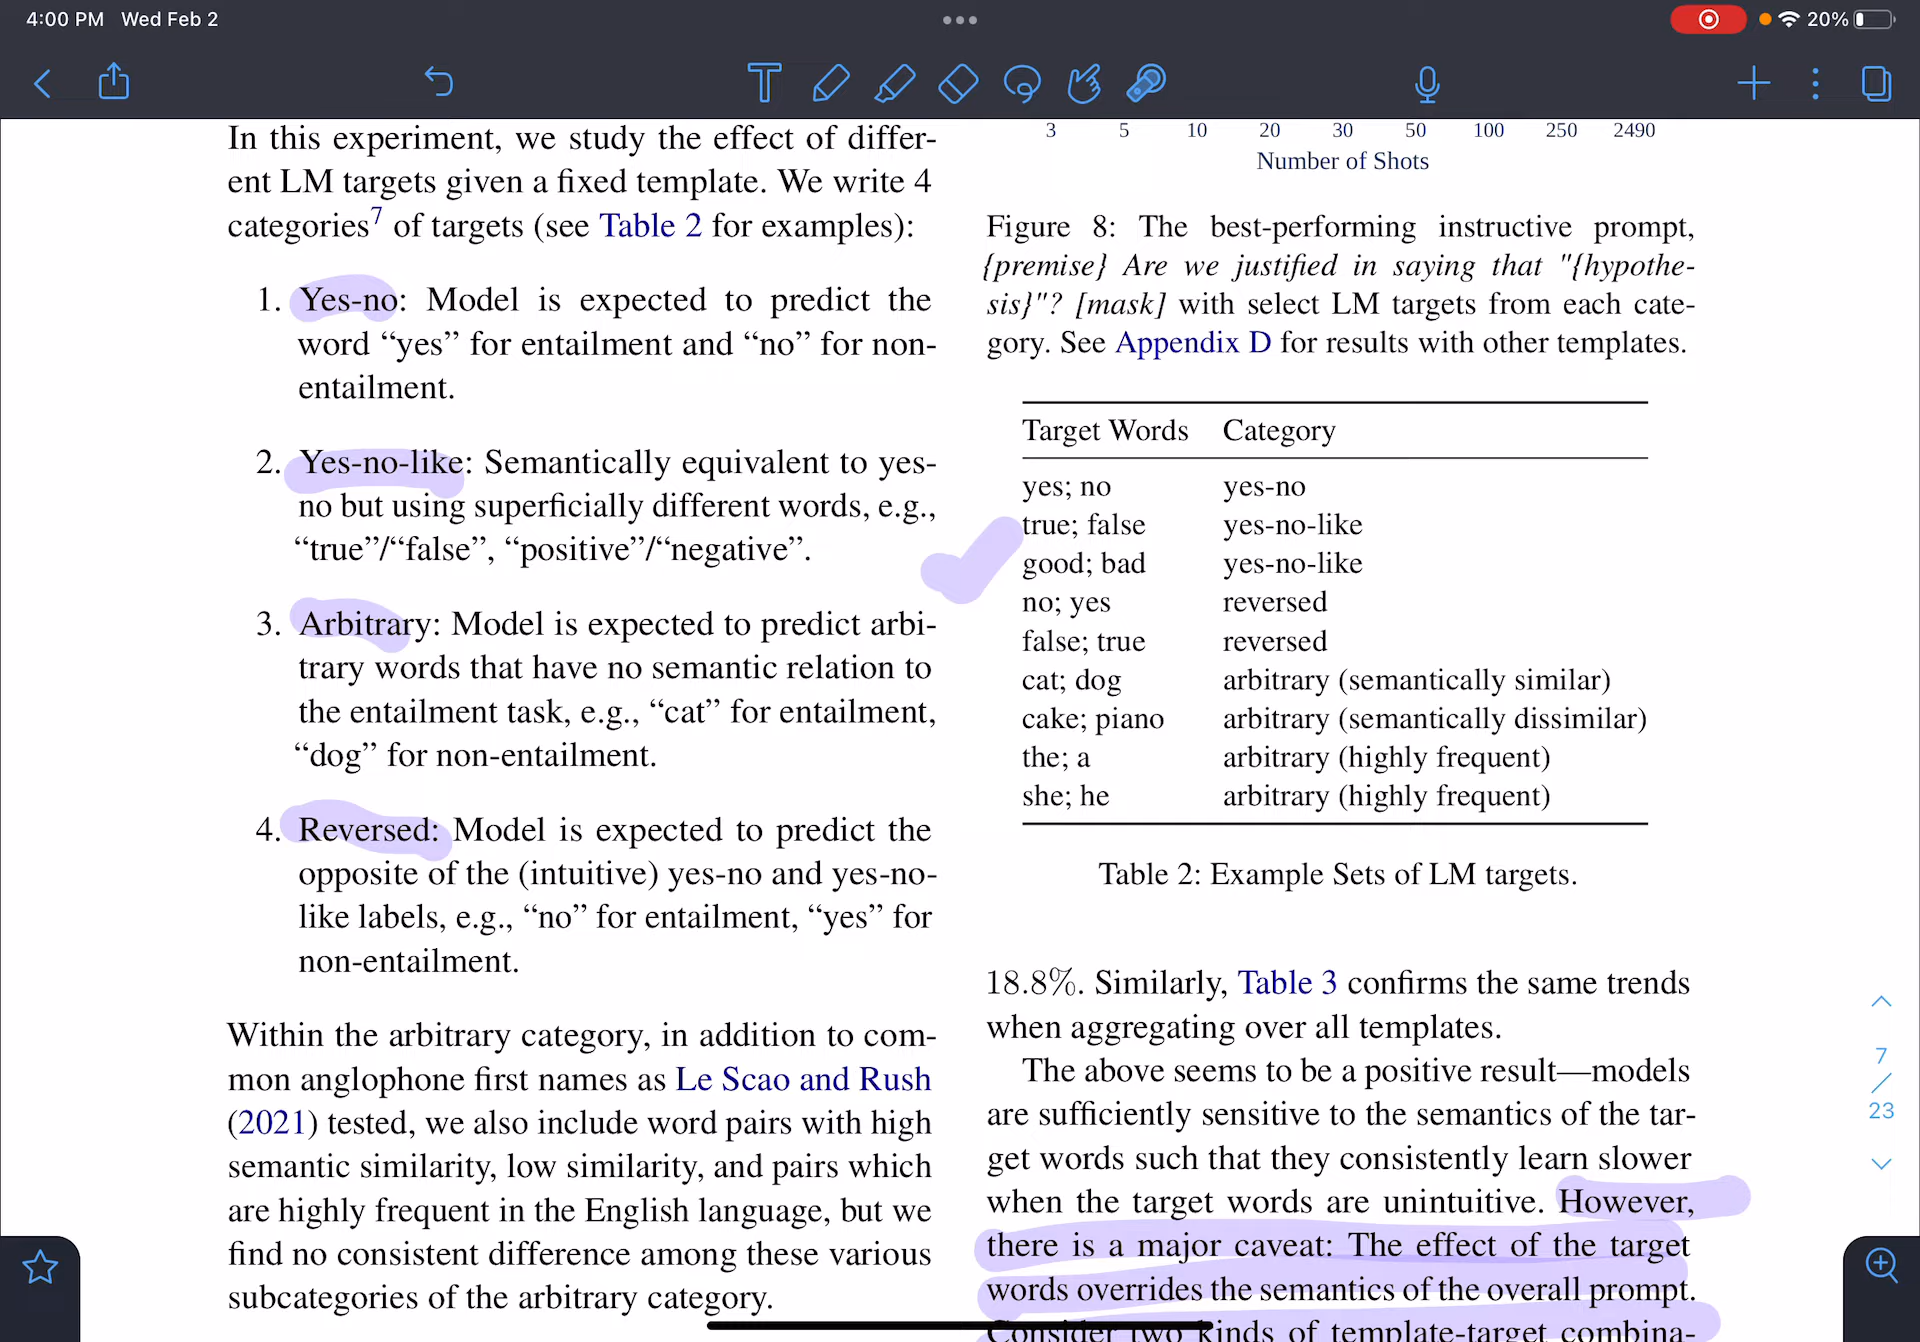 4:00 PM Wed Feb 2
20%
In this experiment, we study the effect of differ-
ent LM targets given a fixed template. We write 4
categories7 of targets (see Table 2 for examples):
1. Yes-no: Model is expected to predict the
word “yes” for entailment and “no” for non-
entailment.
2. Yes-no-like: Semantically equivalent to yes-
no but using superficially different words, e.g.,
“true”/“false”, “positive”/“negative”.
3. Arbitrary: Model is expected to predict arbi-
trary words that have no semantic relation to
the entailment task, e.g., “cat” for entailment,
“dog” for non-entailment.
4. Reversed: Model is expected to predict the
opposite of the (intuitive) yes-no and yes-no-
like labels, e.g., “no” for entailment, “yes” for
non-entailment.
Within the arbitrary category, in addition to com-
mon anglophone first names as Le Scao and Rush
(2021) tested, we also include word pairs with high
semantic similarity, low similarity, and pairs which
are highly frequent in the English language, but we
find no consistent difference among these various
subcategories of the arbitrary category.
3 5 10 20 30 50 100 250 2490
Number of Shots
Figure 8: The best-performing instructive prompt,
{premise} Are we justified in saying that "{hypothe-
sis}"? [mask] with select LM targets from each cate-
gory. See Appendix D for results with other templates.
Target Words Category
yes; no yes-no
true; false yes-no-like
good; bad yes-no-like
no; yes reversed
false; true reversed
cat; dog arbitrary (semantically similar)
cake; piano arbitrary (semantically dissimilar)
the; a arbitrary (highly frequent)
she; he arbitrary (highly frequent)
Table 2: Example Sets of LM targets.
18.8%. Similarly, Table 3 confirms the same trends
when aggregating over all templates.
The above seems to be a positive result—models
are sufficiently sensitive to the semantics of the tar-
get words such that they consistently learn slower
when the target words are unintuitive. However,
there is a major caveat: The effect of the target
words overrides the semantics of the overall prompt.
Consider two kinds of template-target combina-
7
/
23